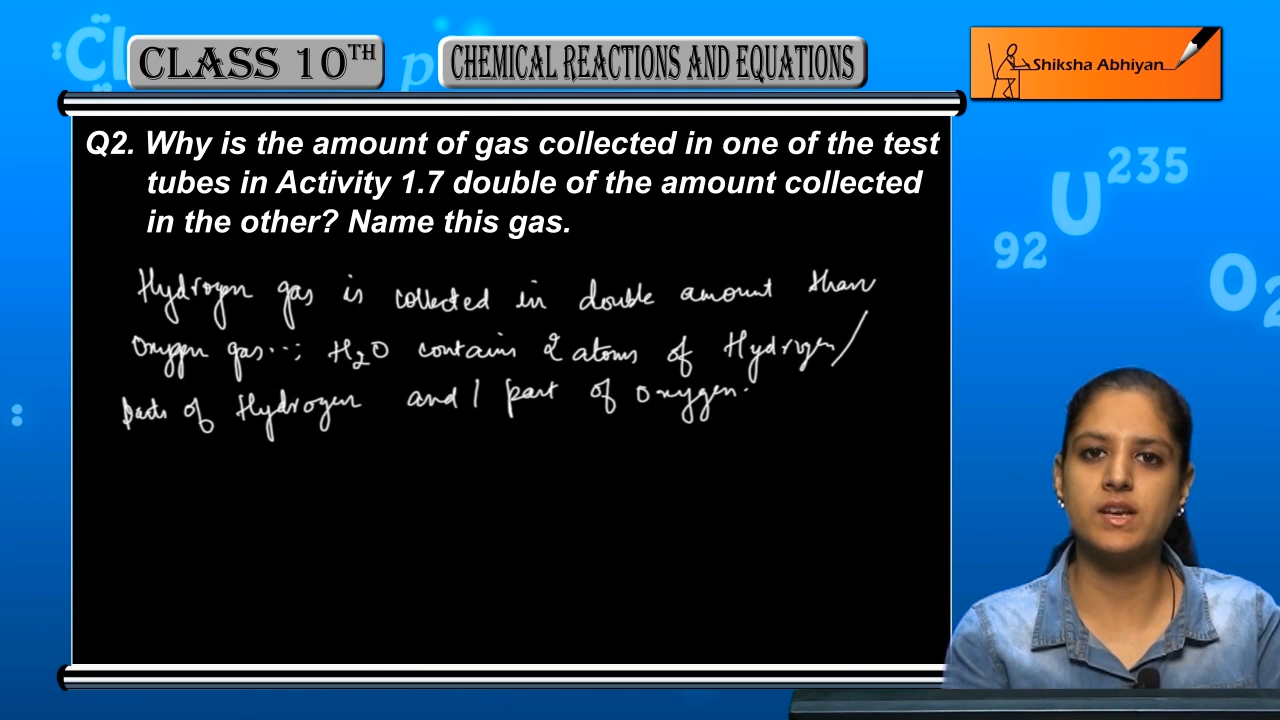 :Cl
CLASS 10TH
p
CHEMICAL REACTIONS AND EQUATIONS
Shiksha Abhiyan
Q2. Why is the amount of gas collected in one of the test
tubes in Activity 1.7 double of the amount collected
in the other? Name this gas.
Hydrogen gas is collected in double amount than
Oxygen gas ∵ H₂O contains 2 atoms of Hydrogen/
parts of Hydrogen and 1 part of oxygen.
92 U 235
O2